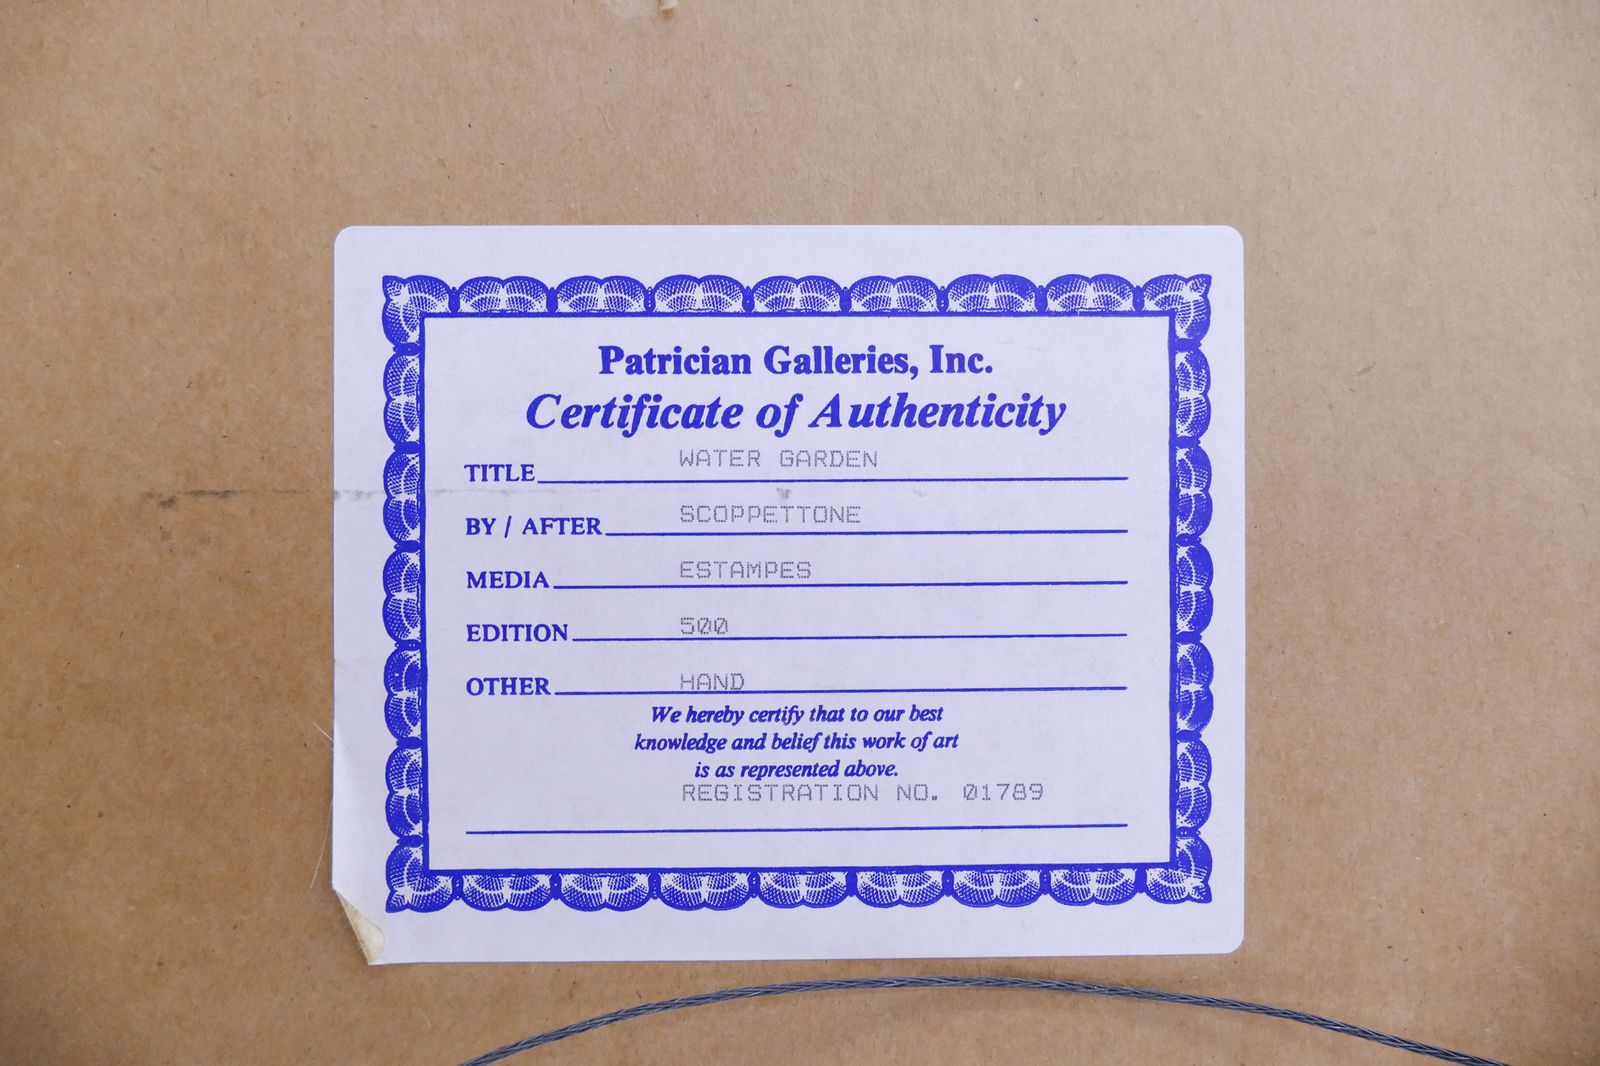 Patrician Galleries, Inc.
Certificate of Authenticity
TITLE WATER GARDEN
BY / AFTER SCOPPETTONE
MEDIA ESTAMPES
EDITION 500
OTHER HAND
We hereby certify that to our best
knowledge and belief this work of art
is as represented above.
REGISTRATION NO. 01789